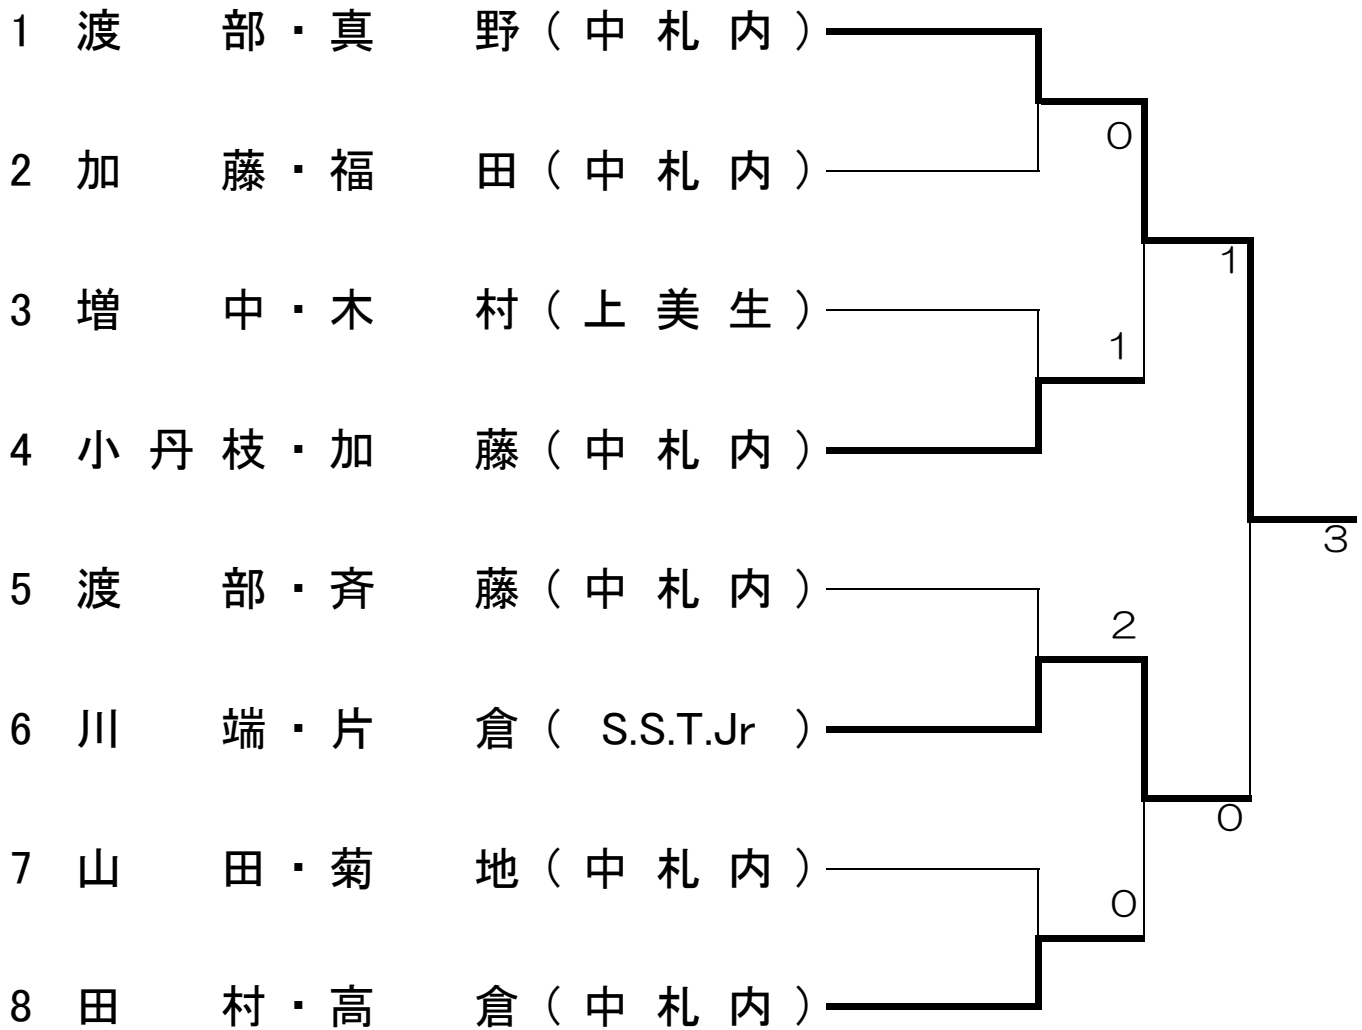 1 渡部・真野(中札内)
0
2 加藤・福田(中札内)
1
3 増中・木村(上美生)
1
4 小丹枝・加藤(中札内)
3
5 渡部・斉藤(中札内)
2
6 川端・片倉( S.S.T.Jr )
0
7 山田・菊地(中札内)
0
8 田村・高倉(中札内)